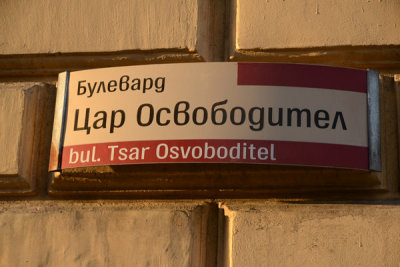 Булевард
Цар Освободител
bul. Tsar Osvoboditel